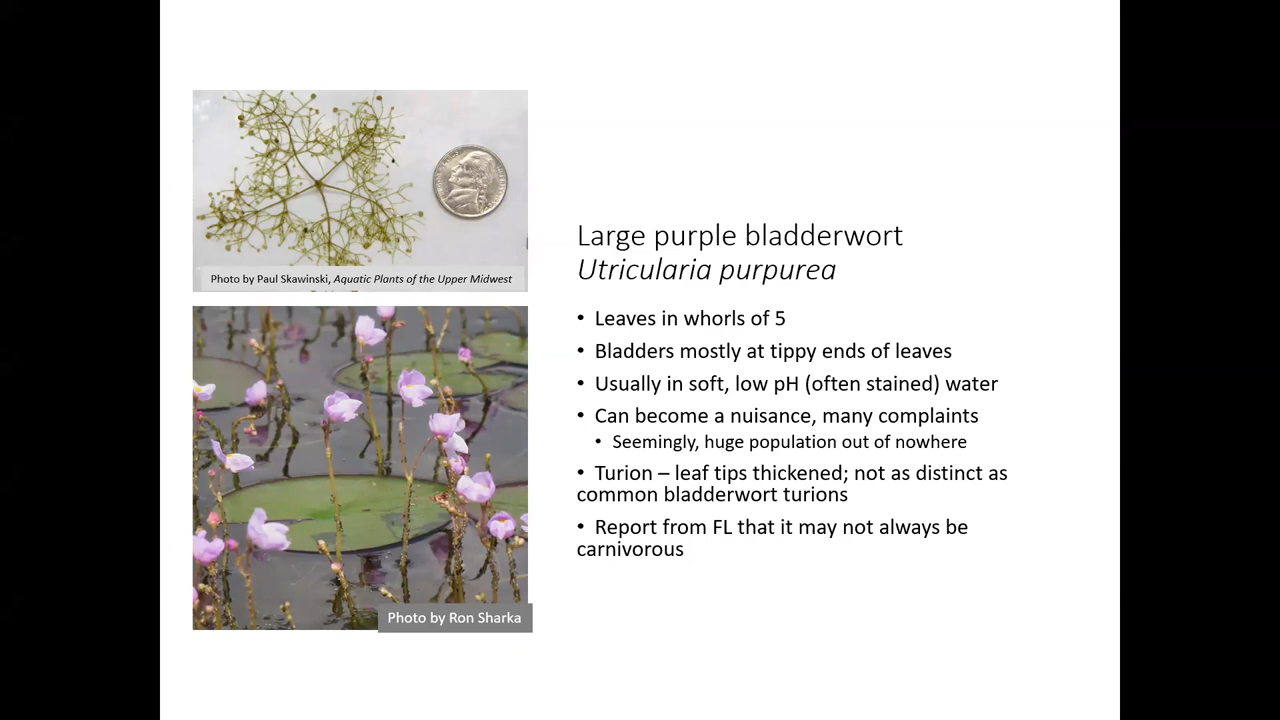 Photo by Paul Skawinski, Aquatic Plants of the Upper Midwest
Photo by Ron Sharka
Large purple bladderwort
Utricularia purpurea
• Leaves in whorls of 5
• Bladders mostly at tippy ends of leaves
• Usually in soft, low pH (often stained) water
• Can become a nuisance, many complaints
• Seemingly, huge population out of nowhere
• Turion – leaf tips thickened; not as distinct as
common bladderwort turions
• Report from FL that it may not always be
carnivorous